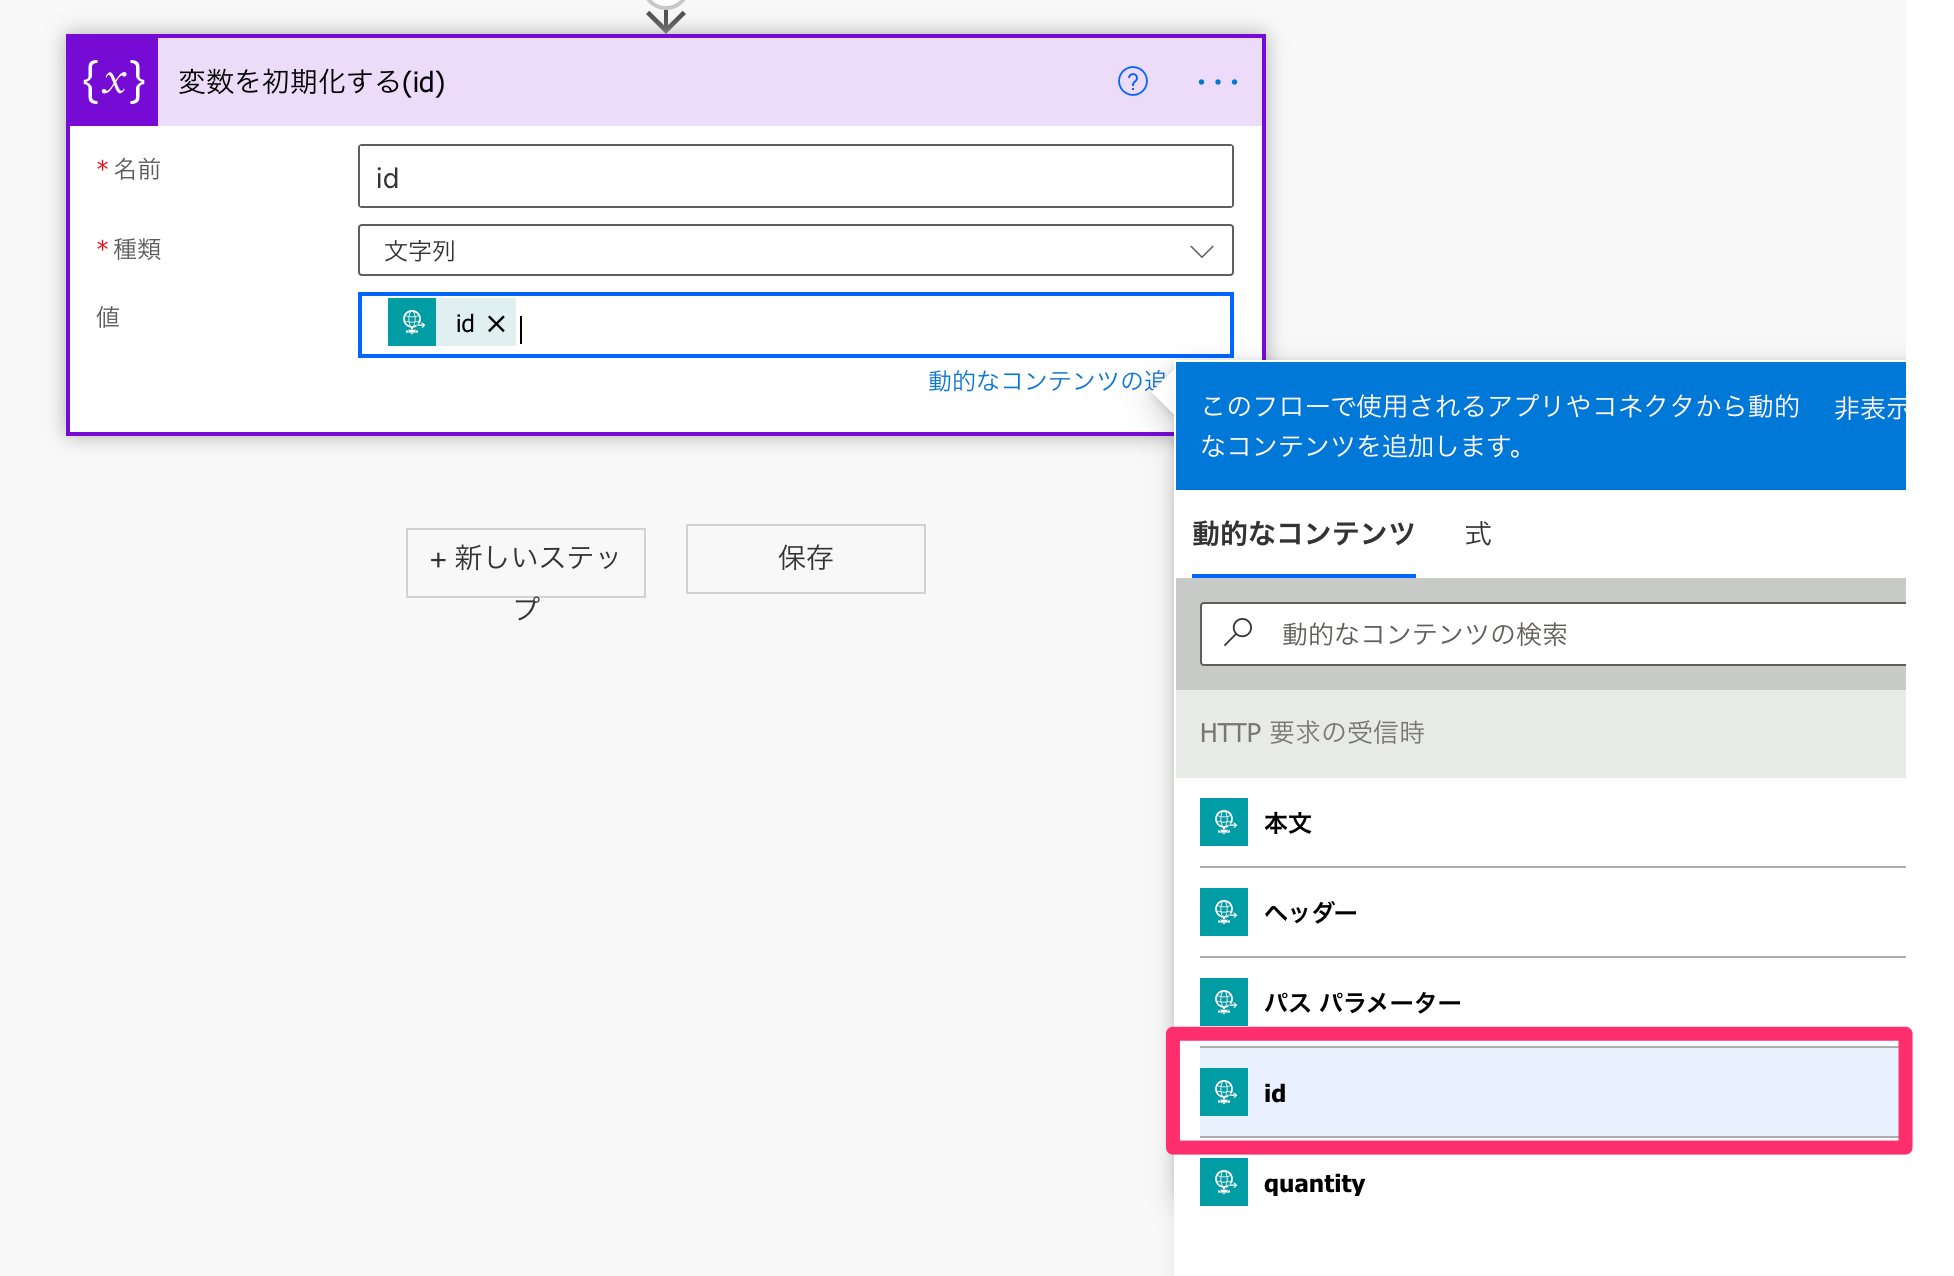 {x} 変数を初期化する(id)
* 名前
id
* 種類
文字列
値
id
動的なコンテンツの追
+ 新しいステッ
プ
保存
このフローで使用されるアプリやコネクタから動的
なコンテンツを追加します。
非表示
動的なコンテンツ 式
動的なコンテンツの検索
HTTP 要求の受信時
本文
ヘッダー
パス パラメーター
id
quantity